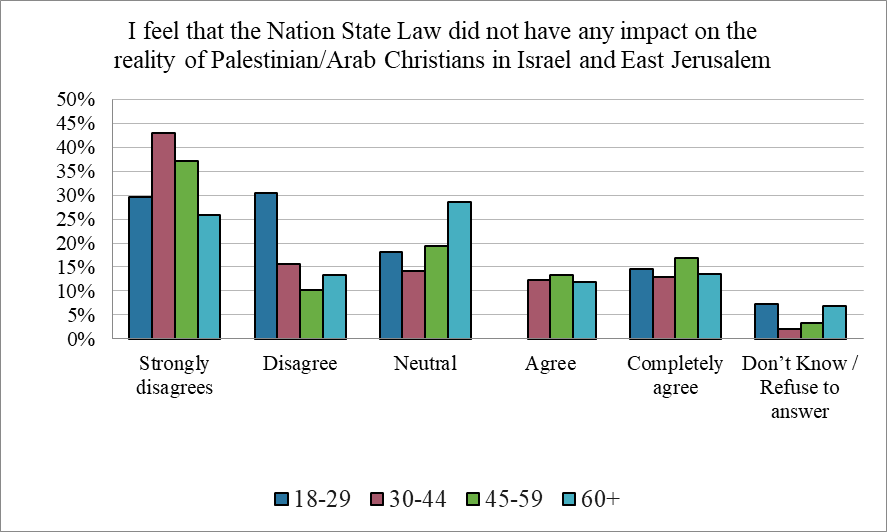 I feel that the Nation State Law did not have any impact on the
reality of Palestinian/Arab Christians in Israel and East Jerusalem
50%
45%
40%
35%
30%
25%
20%
15%
10%
5%
0%
Strongly
disagrees
Disagree
Neutral
Agree
Completely
agree
Don’t Know /
Refuse to
answer
18-29
30-44
45-59
60+